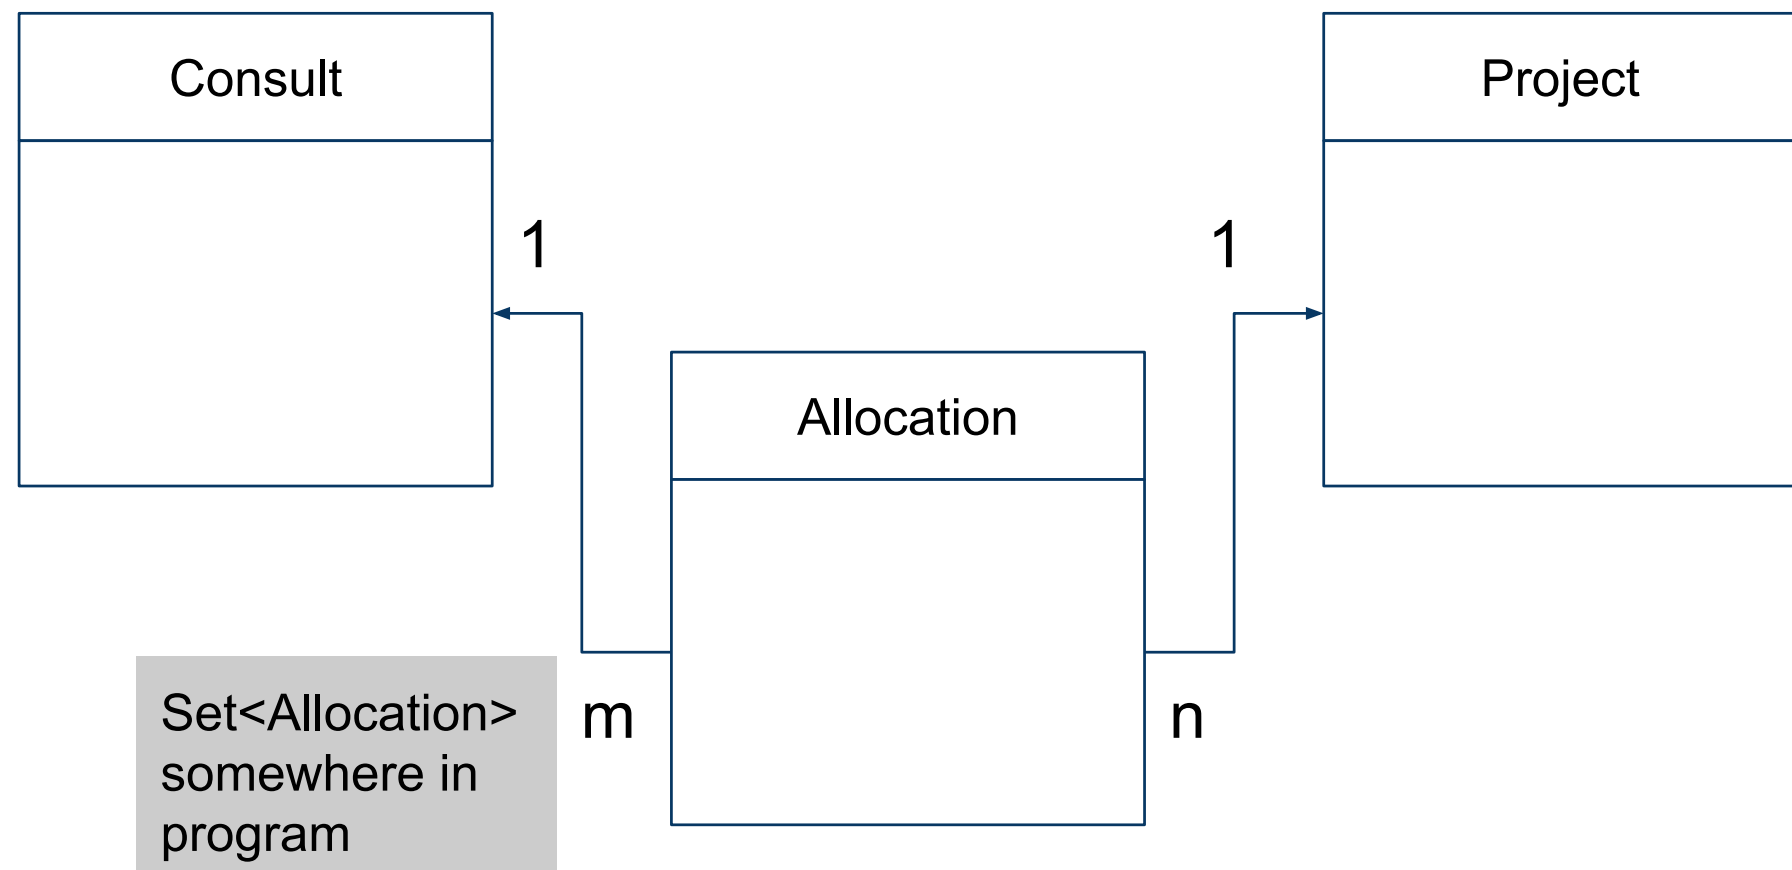 Consult
Project
1
1
Allocation
Set<Allocation>
somewhere in
program
m
n